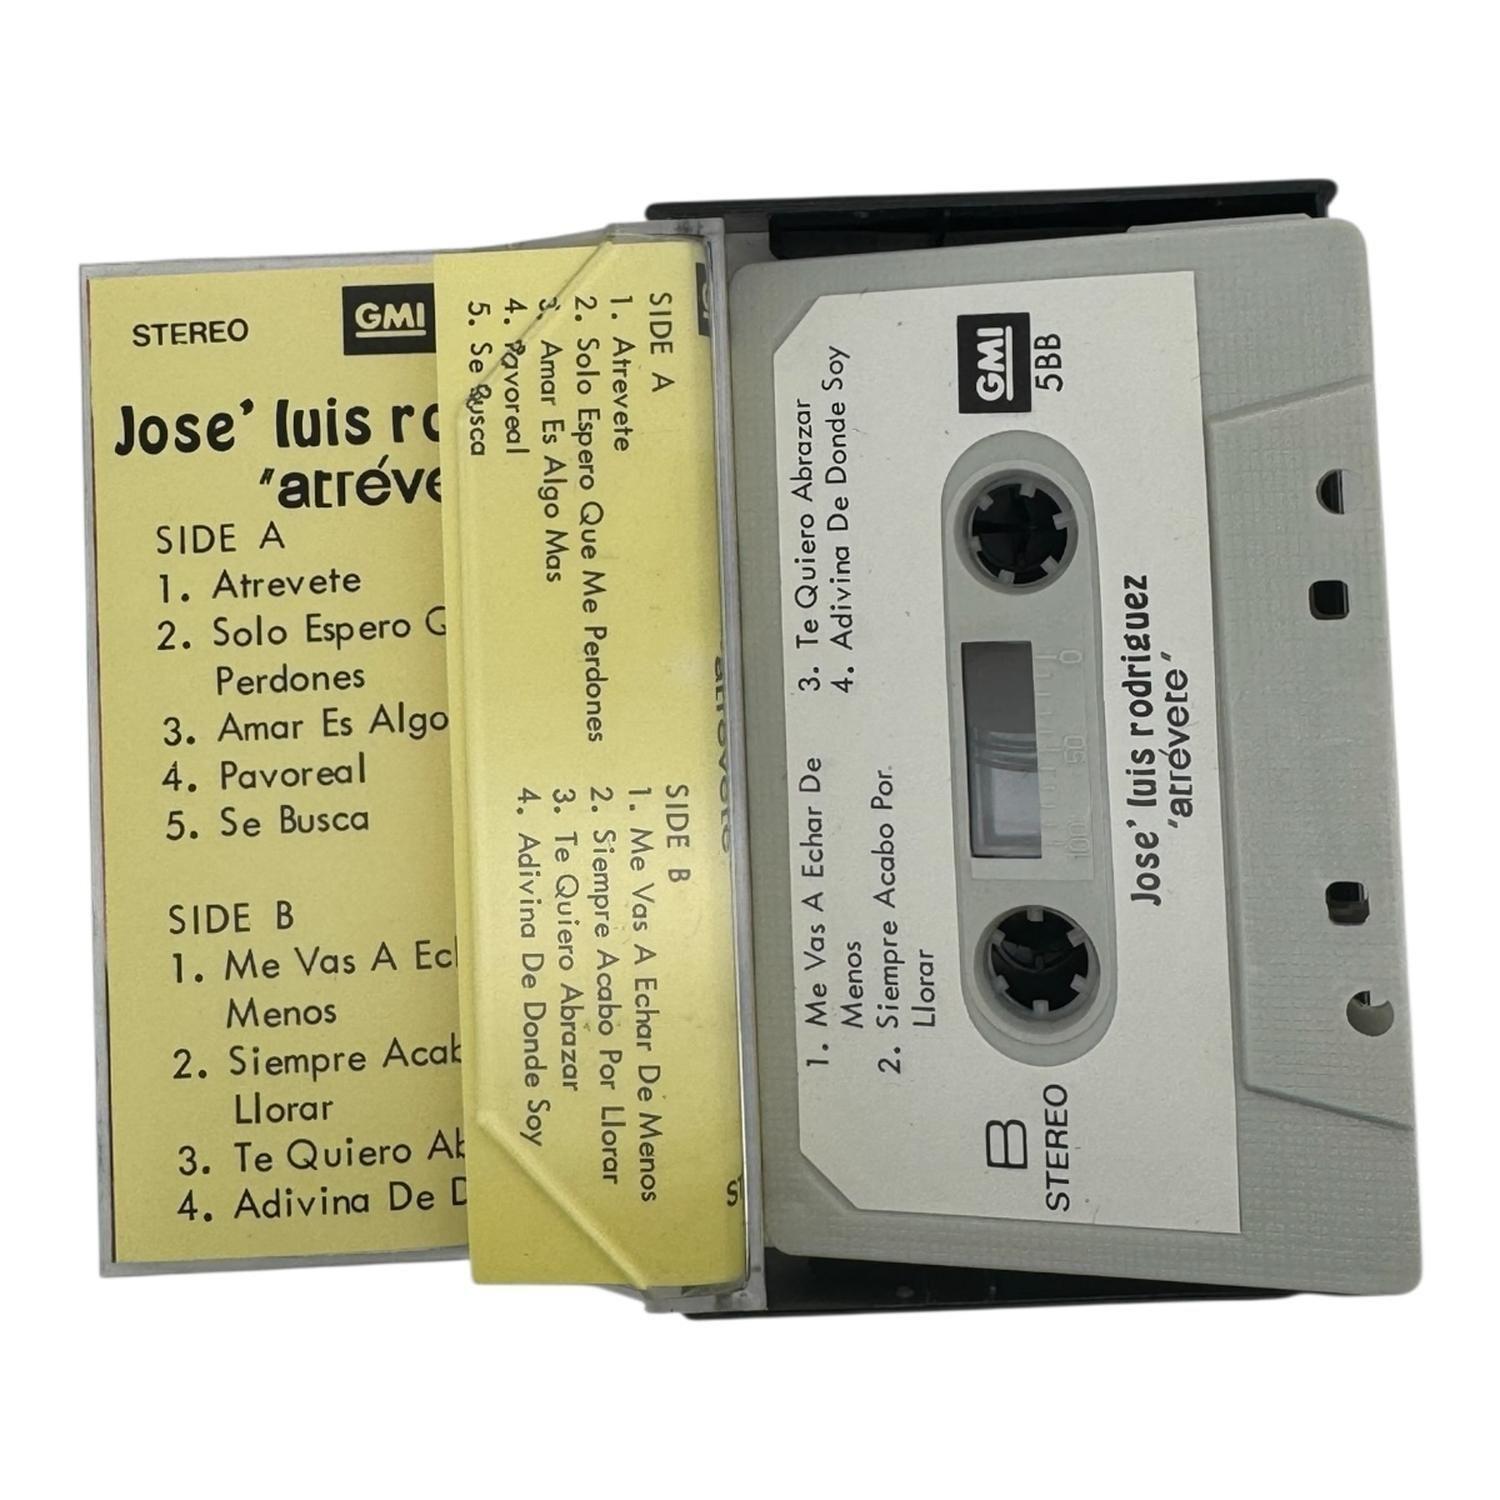 STEREO
GMI
Jose' luis ro
"atréve
SIDE A
1. Atrevete
2. Solo Espero
Perdones
3. Amar Es Algo
4. Pavoreal
5. Se Busca
SIDE B
1. Me Vas A Ec
Menos
2. Siempre Acab
Llorar
3. Te Quiero Ab
4. Adivina De D
SIDE A
1. Atrevete
2. Solo Espero Que Me Perdones
3. Amar Es Algo Mas
4. Pavoreal
5. Se Busca
SIDE B
1. Me Vas A Echar De Menos
2. Siempre Acabo Por Llorar
3. Te Quiero Abrazar
4. Adivina De Donde Soy
atrévete
ST
1. Me Vas A Echar De
Menos
2. Siempre Acabo Por.
Llorar
3. Te Quiero Abrazar
4. Adivina De Donde Soy
GMI
5BB
0
50
100
B
STEREO
Jose' luis rodriguez
"atrévete"